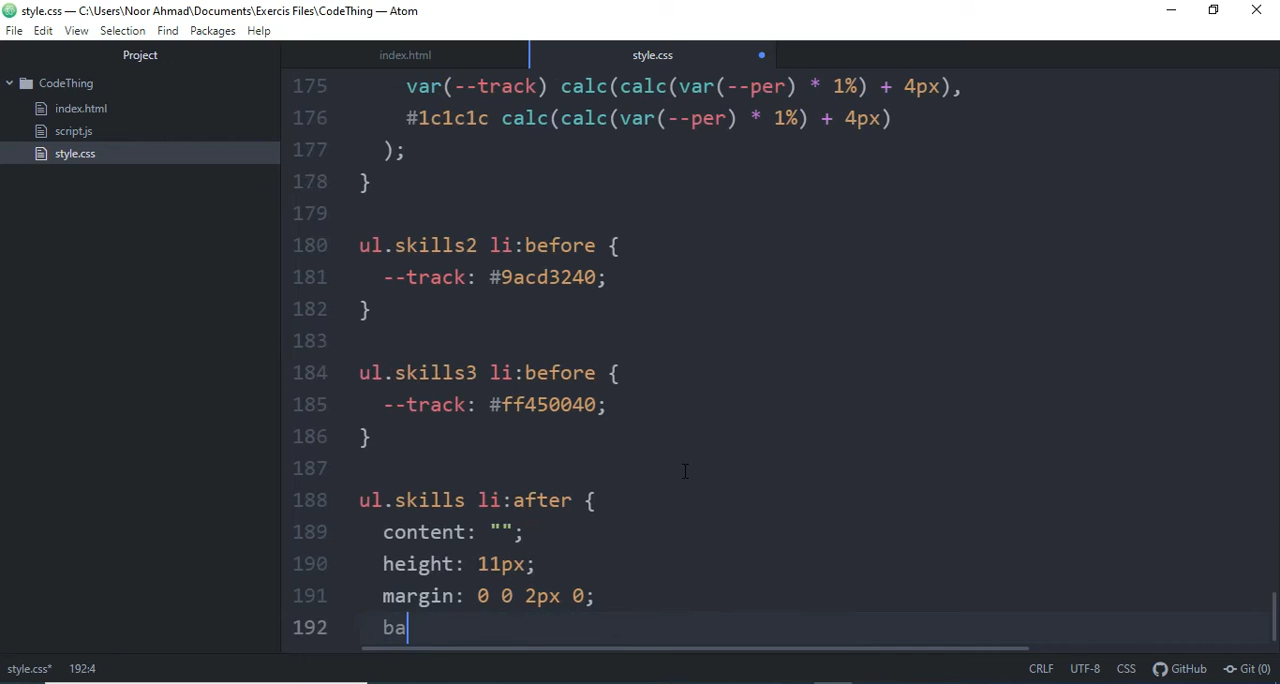 style.css — C:\Users\Noor Ahmad\Documents\Exercis Files\CodeThing — Atom
File Edit View Selection Find Packages Help
Project
index.html
style.css
CodeThing
index.html
script.js
style.css
175 var(--track) calc(calc(var(--per) * 1%) + 4px),
176 #1c1c1c calc(calc(var(--per) * 1%) + 4px)
177 );
178 }
179
180 ul.skills2 li:before {
181 --track: #9acd3240;
182 }
183
184 ul.skills3 li:before {
185 --track: #ff450040;
186 }
187
188 ul.skills li:after {
189 content: "";
190 height: 11px;
191 margin: 0 0 2px 0;
192 ba
style.css* 192:4 CRLF UTF-8 CSS GitHub Git (0)